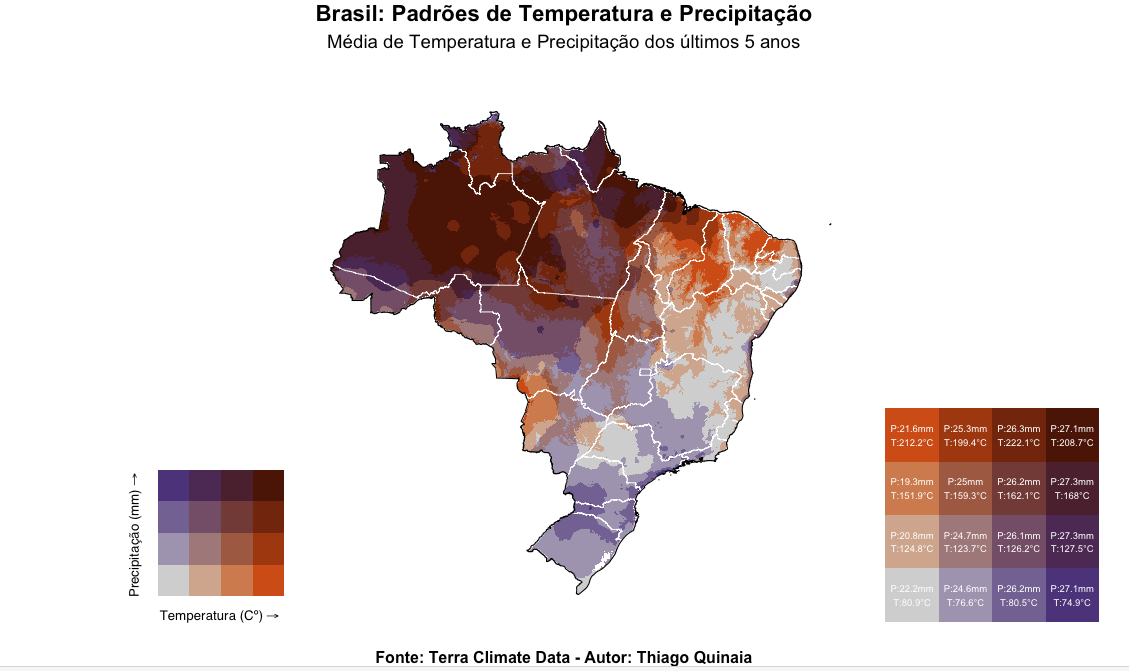 Brasil: Padrões de Temperatura e Precipitação
Média de Temperatura e Precipitação dos últimos 5 anos
Precipitação (mm) →
Temperatura (Cº) →
P:21.6mm P:25.3mm P:26.3mm P:27.1mm
T:212.2°C T:199.4°C T:222.1°C T:208.7°C
P:19.3mm P:25mm P:26.2mm P:27.3mm
T:151.9°C T:159.3°C T:162.1°C T:168°C
P:20.8mm P:24.7mm P:26.1mm P:27.3mm
T:124.8°C T:123.7°C T:126.2°C T:127.5°C
P:22.2mm P:24.6mm P:26.2mm P:27.1mm
T:80.9°C T:76.6°C T:80.5°C T:74.9°C
Fonte: Terra Climate Data - Autor: Thiago Quinaia